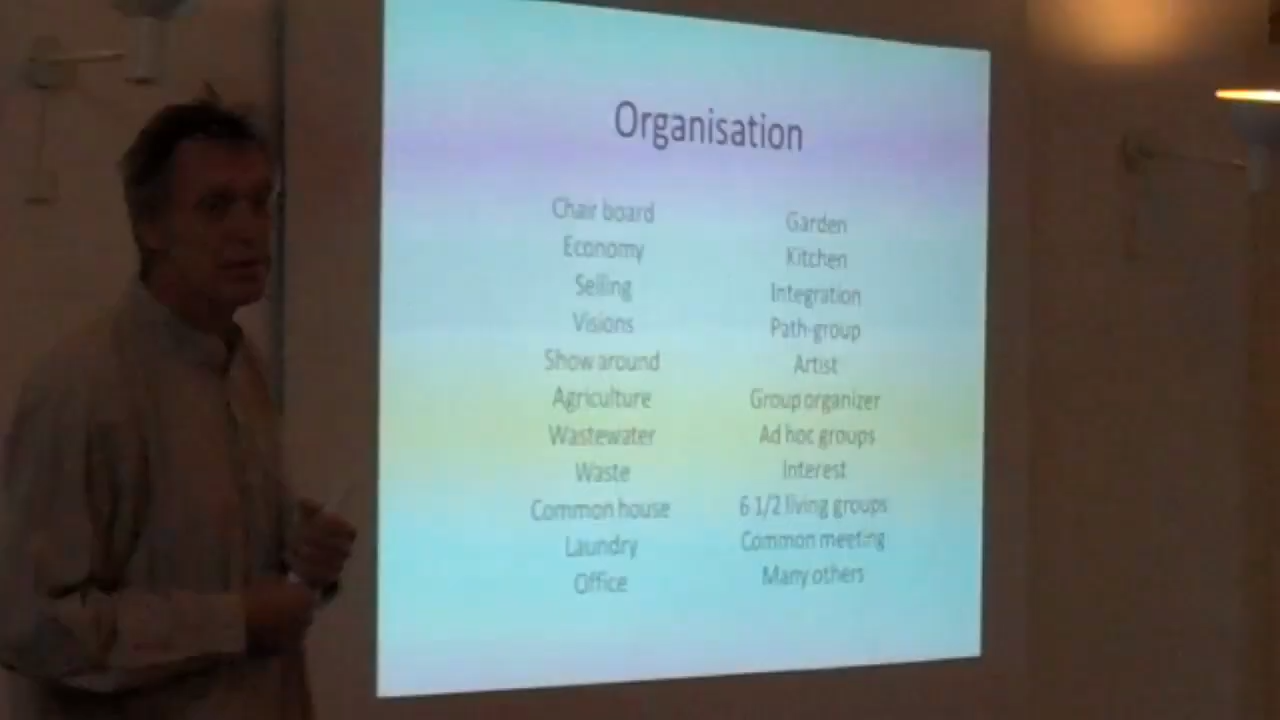 Organisation
Chair board
Economy
Selling
Visions
Show around
Agriculture
Wastewater
Waste
Common house
Laundry
Office
Garden
Kitchen
Integration
Path-group
Artist
Group organizer
Ad hoc groups
Interest
6 1/2 living groups
Common meeting
Many others